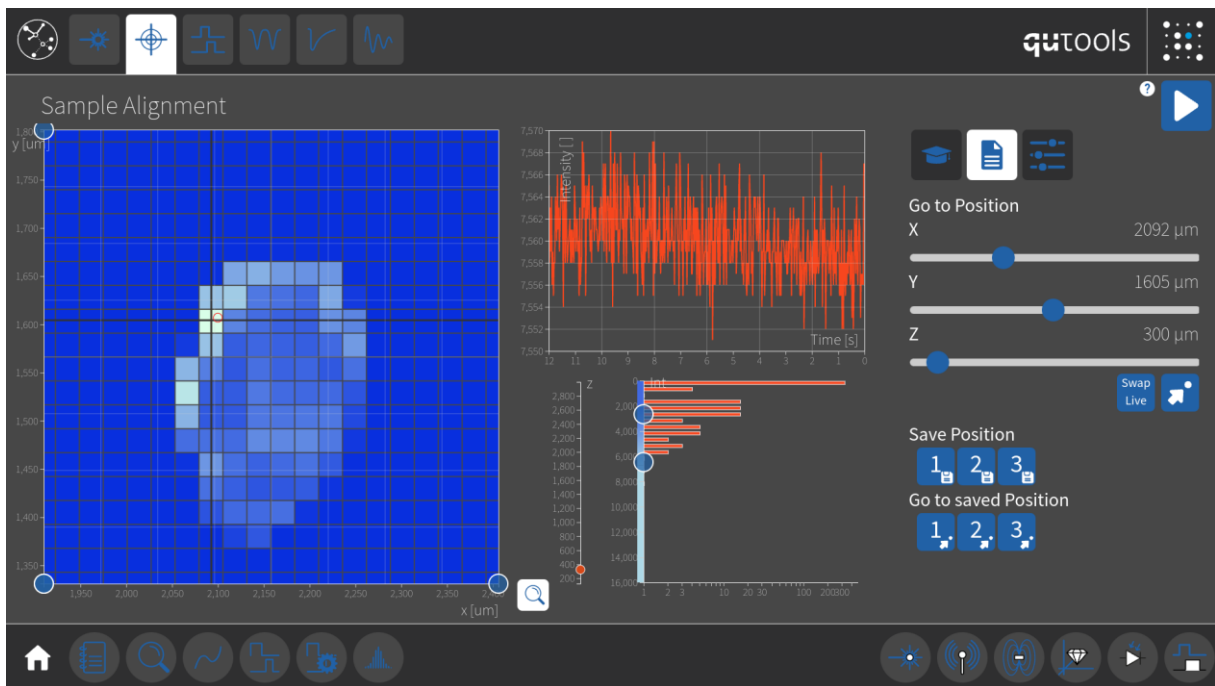 qutools
?
Sample Alignment
y [um]
1,750
1,700
1,650
1,600
1,550
1,500
1,450
1,400
1,350
1,950 2,000 2,050 2,100 2,150 2,200 2,250 2,300 2,350
x [um]
7,570
7,568
7,566
7,564
7,562
7,560
7,558
7,556
7,554
7,552
7,550
Intensity [ ]
Time [s]
12 11 10 9 8 7 6 5 4 3 2 1 0
Z
2,800
2,600
2,400
2,200
2,000
1,800
1,600
1,400
1,200
1,000
800
600
400
200
Int
0
2,000
4,000
6,000
8,000
10,000
12,000
14,000
16,000
1 2 3 10 20 30 100 200300
Go to Position
X 2092 µm
Y 1605 µm
Z 300 µm
Swap
Live
Save Position
1 2 3
Go to saved Position
1 2 3